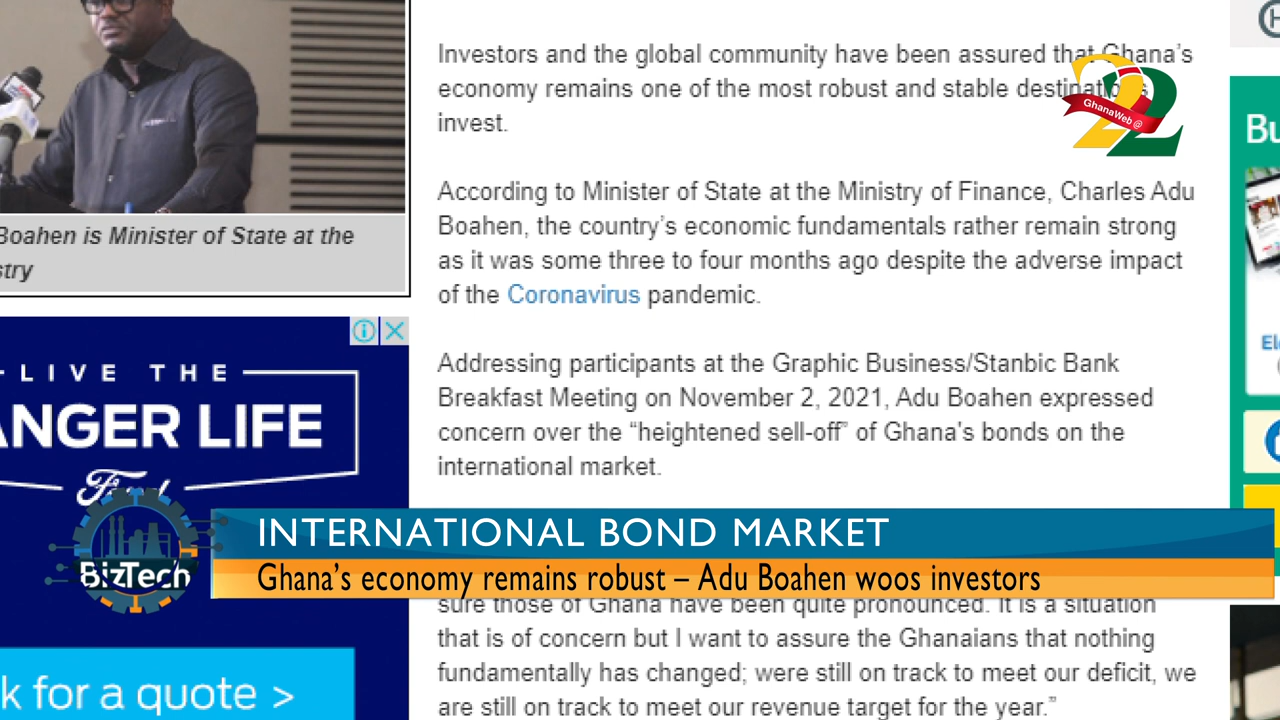 Investors and the global community have been assured that Ghana's
economy remains one of the most robust and stable destinations
invest.
GhanaWeb @
22
According to Minister of State at the Ministry of Finance, Charles Adu
Boahen, the country's economic fundamentals rather remain strong
as it was some three to four months ago despite the adverse impact
of the Coronavirus pandemic.
Addressing participants at the Graphic Business/Stanbic Bank
Breakfast Meeting on November 2, 2021, Adu Boahen expressed
concern over the “heightened sell-off” of Ghana's bonds on the
international market.
sure those of Ghana have been quite pronounced. It is a situation
that is of concern but I want to assure the Ghanaians that nothing
fundamentally has changed; were still on track to meet our deficit, we
are still on track to meet our revenue target for the year.”
Boahen is Minister of State at the
stry
LIVE THE
ANGER LIFE
Ford
k for a quote >
BizTech
INTERNATIONAL BOND MARKET
Ghana's economy remains robust – Adu Boahen woos investors
Bu
El